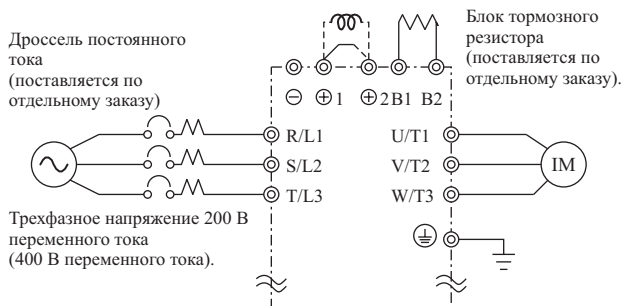 Дроссель постоянного
тока
(поставляется по
отдельному заказу)
Блок тормозного
резистора
(поставляется по
отдельному заказу).
⊖ ⊕1 ⊕2 B1 B2
R/L1 U/T1
S/L2 V/T2
T/L3 W/T3
IM
Трехфазное напряжение 200 В
переменного тока
(400 В переменного тока).